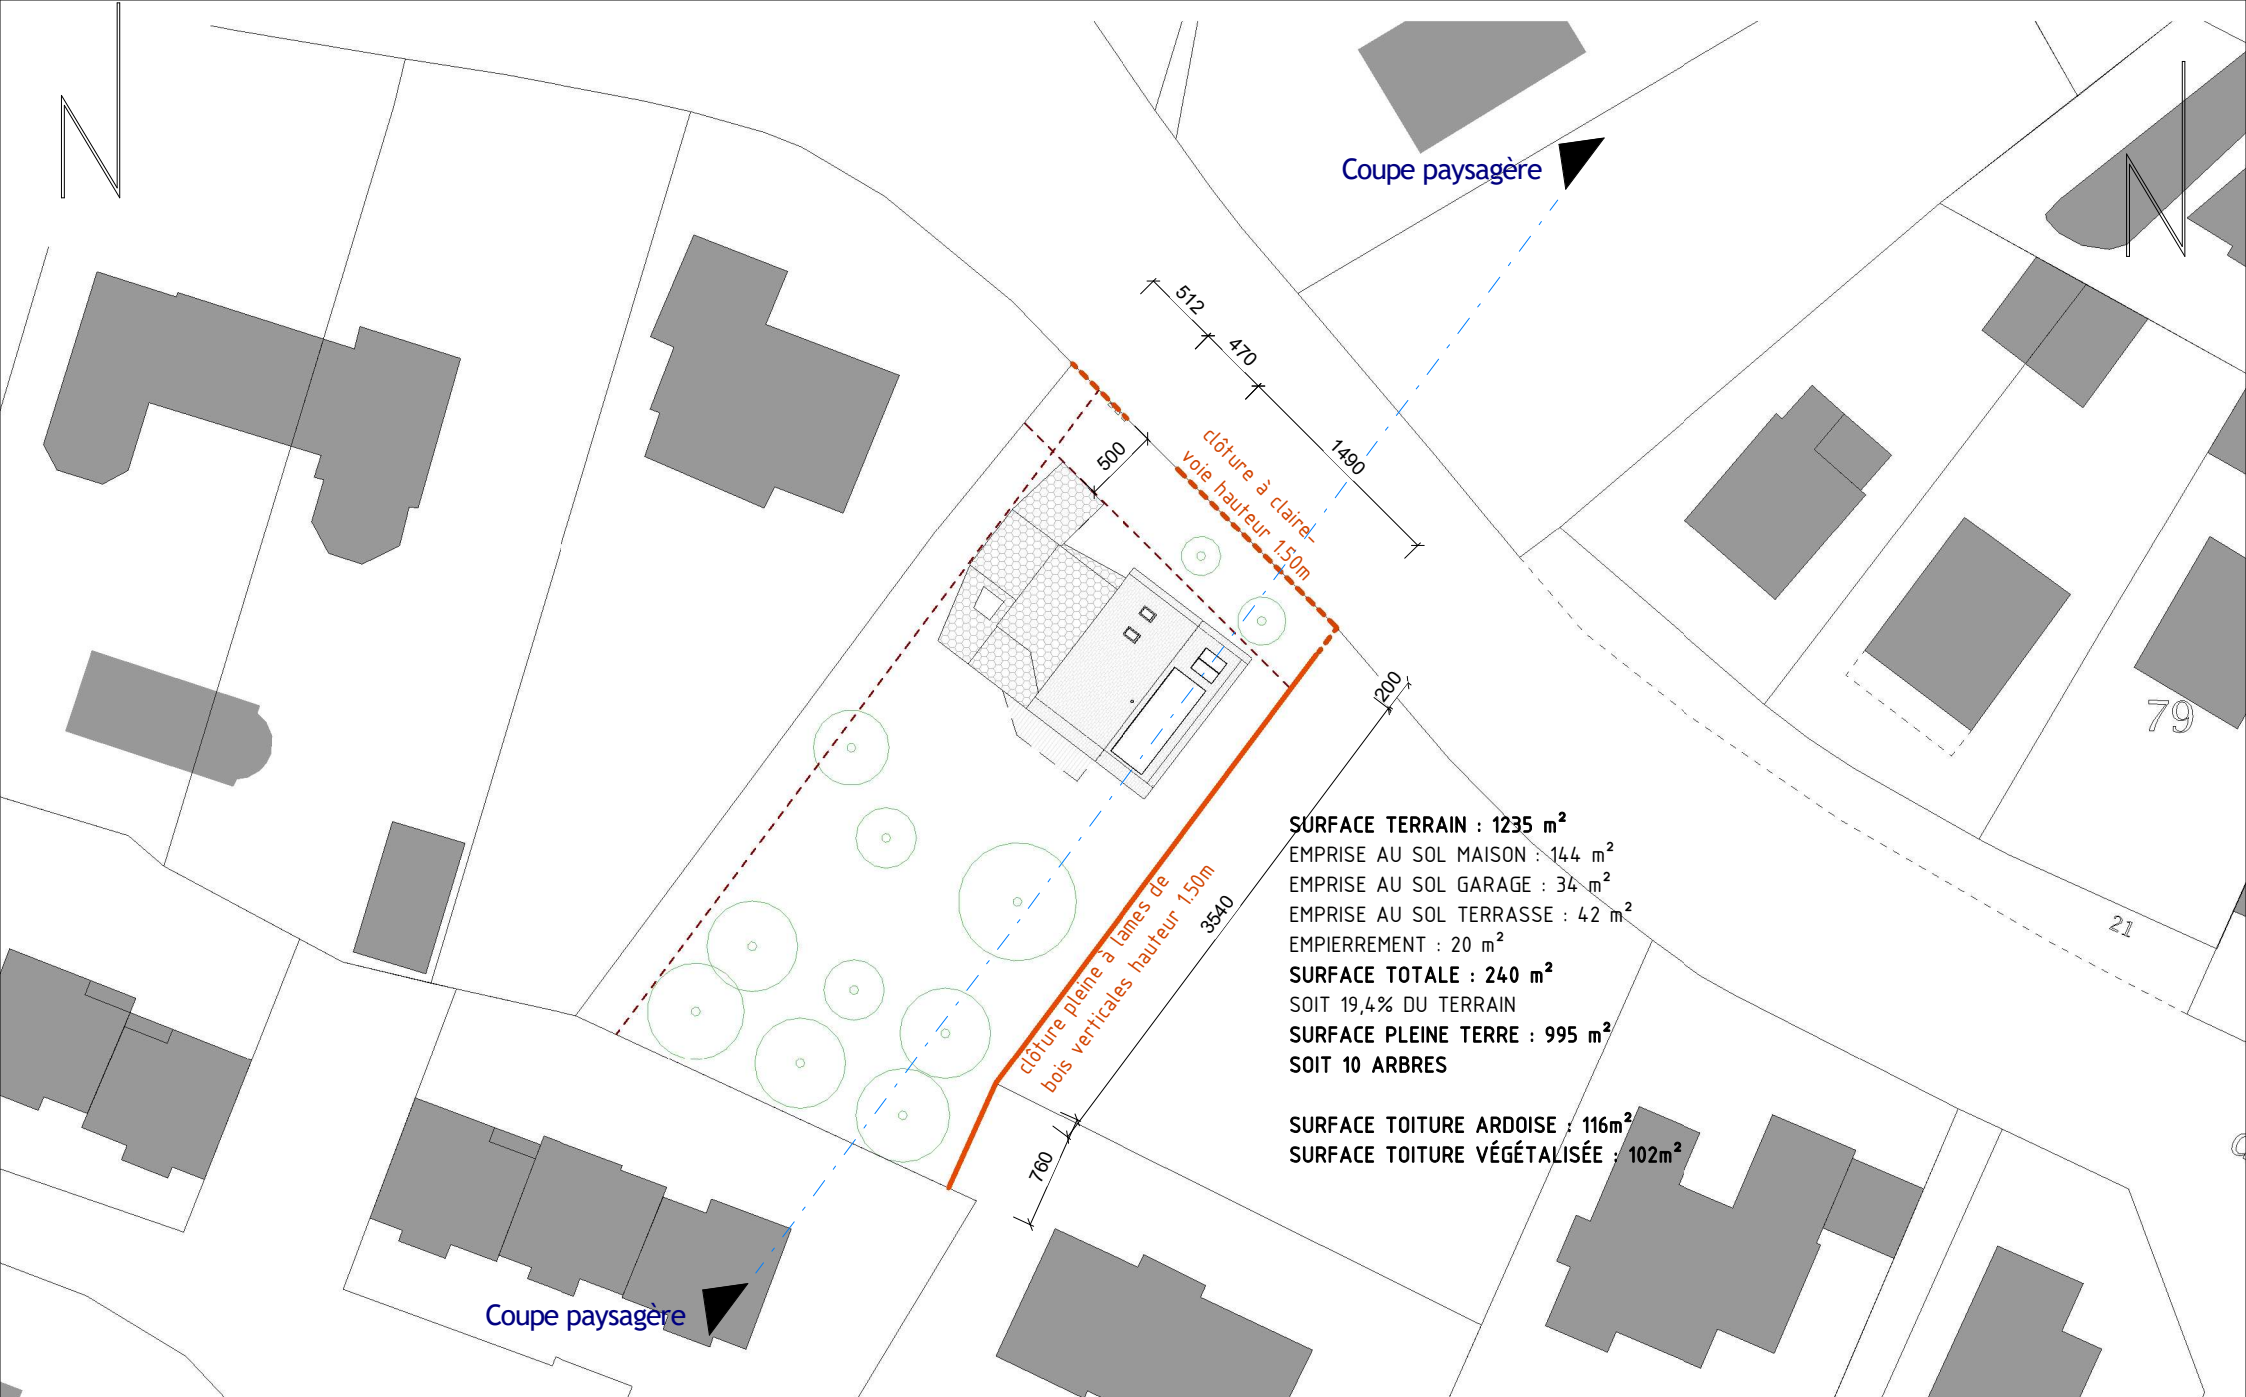 N
N
Coupe paysagère
512
470
1490
500
clôture à claire-
voie hauteur 1.50m
200
79
3540
clôture pleine à lames de
bois verticales hauteur 1.50m
760
SURFACE TERRAIN : 1235 m²
EMPRISE AU SOL MAISON : 144 m²
EMPRISE AU SOL GARAGE : 34 m²
EMPRISE AU SOL TERRASSE : 42 m²
EMPIERREMENT : 20 m²
SURFACE TOTALE : 240 m²
SOIT 19,4% DU TERRAIN
SURFACE PLEINE TERRE : 995 m²
SOIT 10 ARBRES
SURFACE TOITURE ARDOISE : 116m²
SURFACE TOITURE VÉGÉTALISÉE : 102m²
21
Coupe paysagère